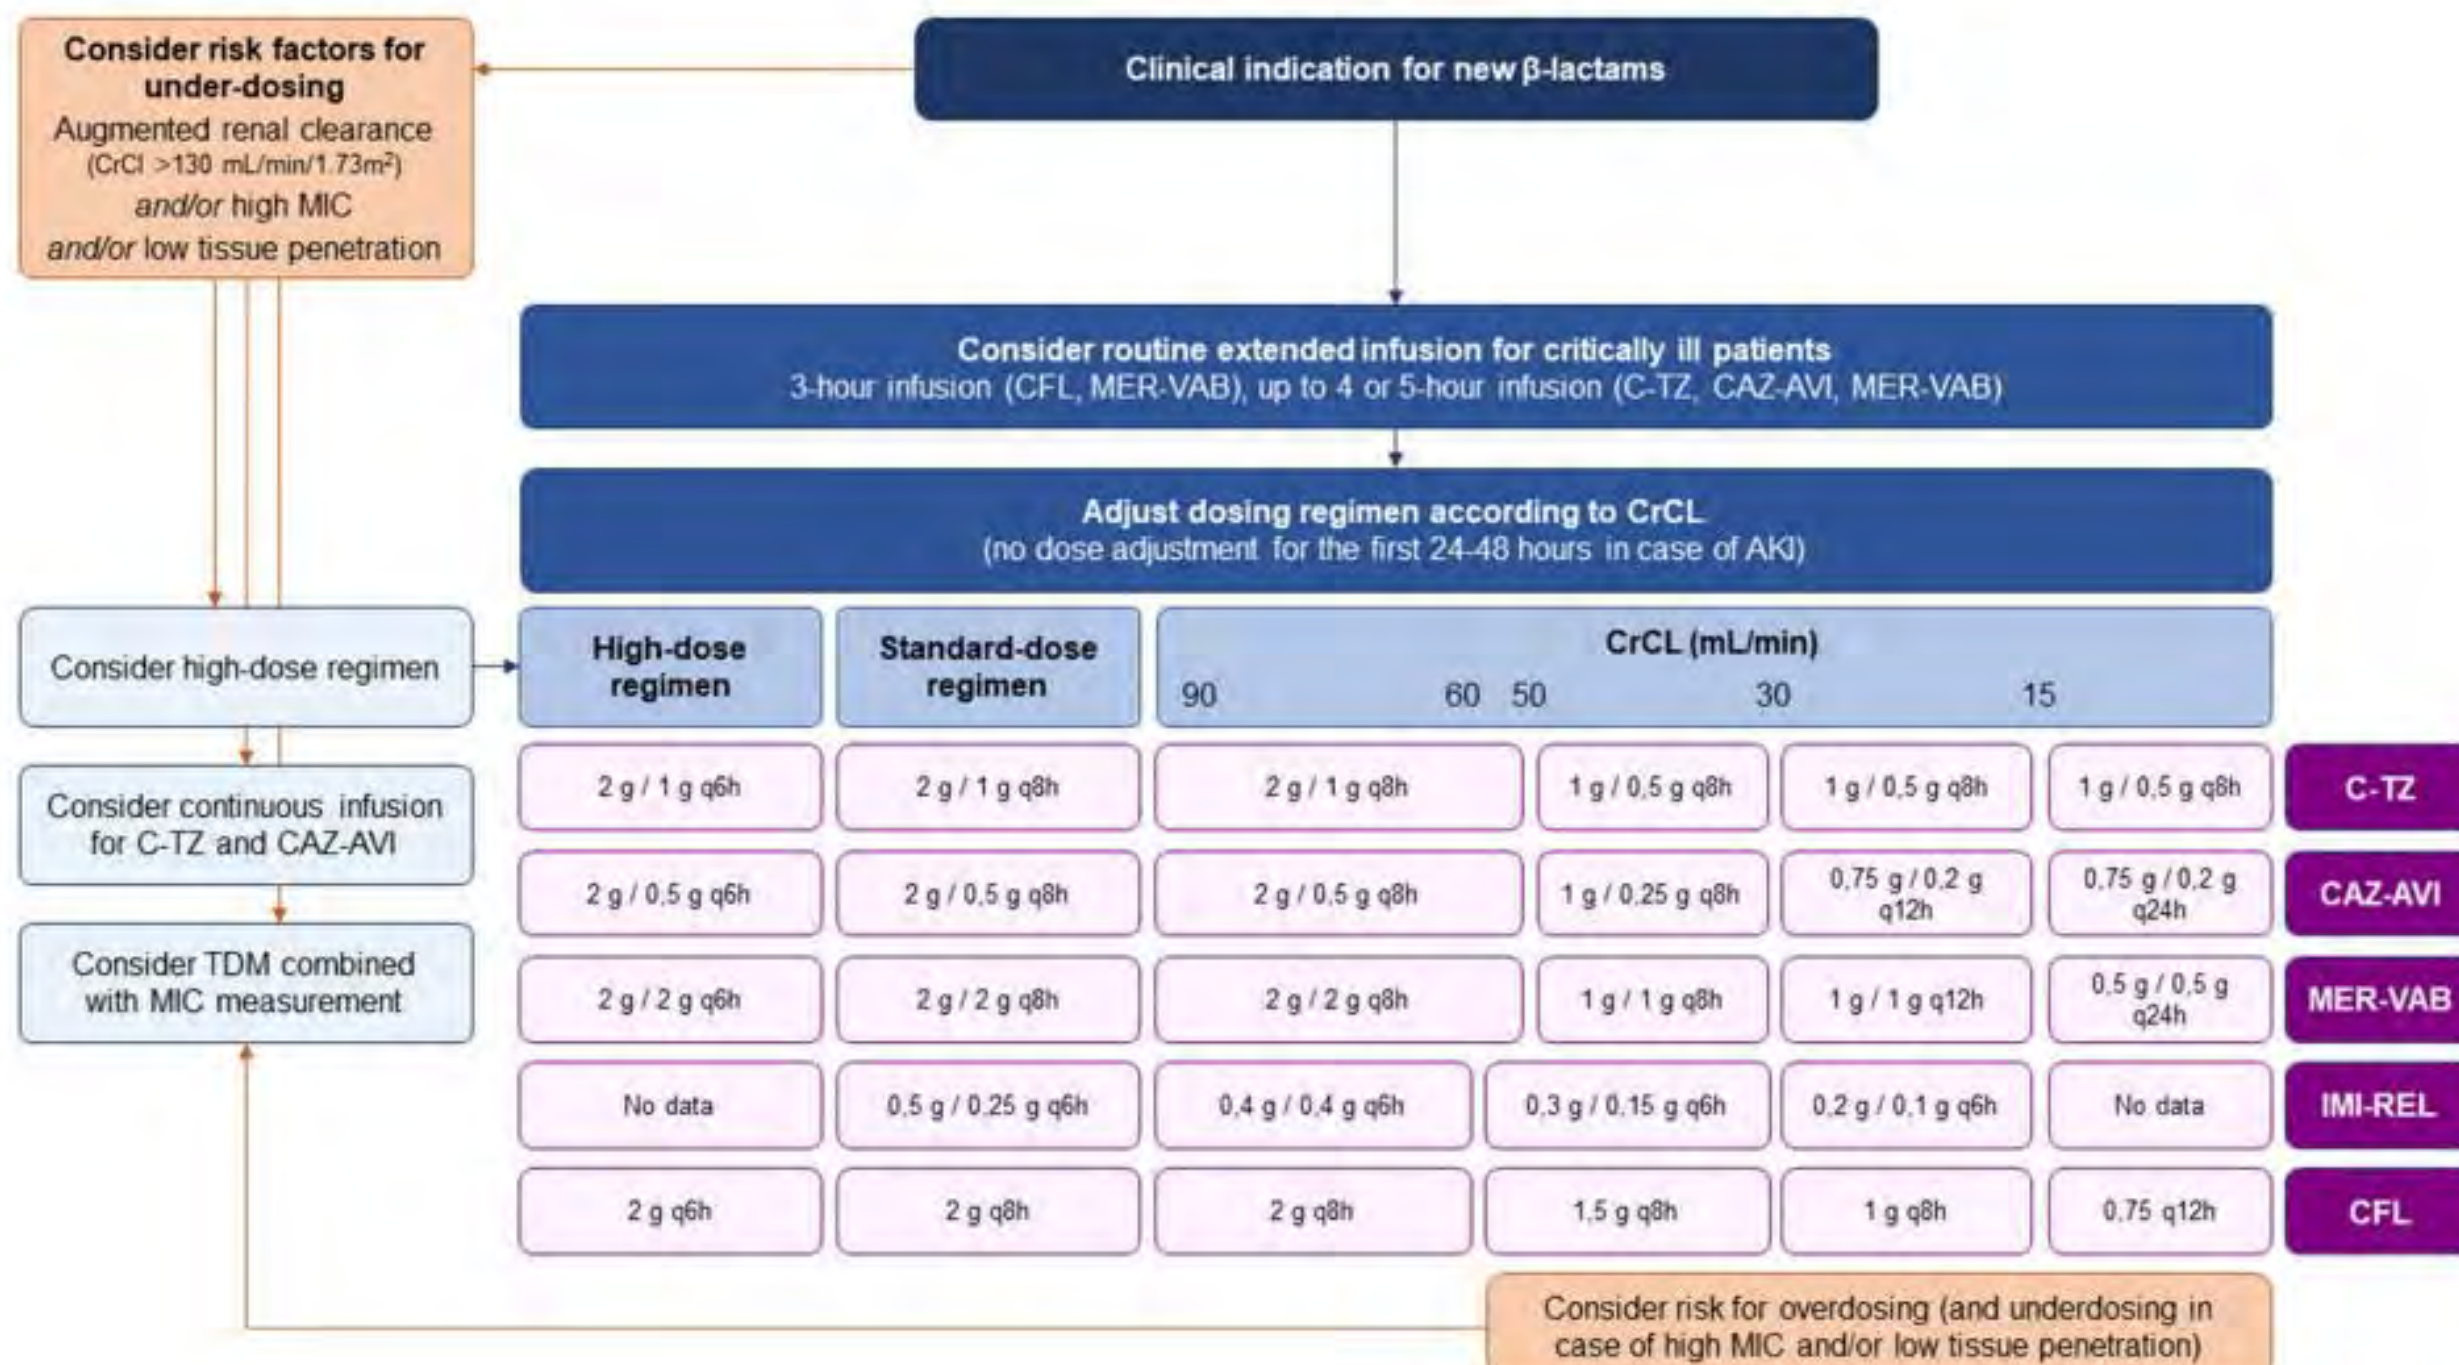 Consider risk factors for
under-dosing
Augmented renal clearance
(CrCl >130 mL/min/1.73m²)
and/or high MIC
and/or low tissue penetration
Clinical indication for new β-lactams
Consider routine extended infusion for critically ill patients
3-hour infusion (CFL, MER-VAB), up to 4 or 5-hour infusion (C-TZ, CAZ-AVI, MER-VAB)
Adjust dosing regimen according to CrCL
(no dose adjustment for the first 24-48 hours in case of AKI)
Consider high-dose regimen
Consider continuous infusion
for C-TZ and CAZ-AVI
Consider TDM combined
with MIC measurement
High-dose
regimen
Standard-dose
regimen
CrCL (mL/min)
90 60 50 30 15
2 g / 1 g q6h 2 g / 1 g q8h 2 g / 1 g q8h 1 g / 0,5 g q8h 1 g / 0,5 g q8h 1 g / 0,5 g q8h C-TZ
2 g / 0,5 g q6h 2 g / 0,5 g q8h 2 g / 0,5 g q8h 1 g / 0,25 g q8h 0,75 g / 0,2 g
q12h 0,75 g / 0,2 g
q24h CAZ-AVI
2 g / 2 g q6h 2 g / 2 g q8h 2 g / 2 g q8h 1 g / 1 g q8h 1 g / 1 g q12h 0,5 g / 0,5 g
q24h MER-VAB
No data 0,5 g / 0,25 g q6h 0,4 g / 0,4 g q6h 0,3 g / 0,15 g q6h 0,2 g / 0,1 g q6h No data IMI-REL
2 g q6h 2 g q8h 2 g q8h 1,5 g q8h 1 g q8h 0,75 q12h CFL
Consider risk for overdosing (and underdosing in
case of high MIC and/or low tissue penetration)